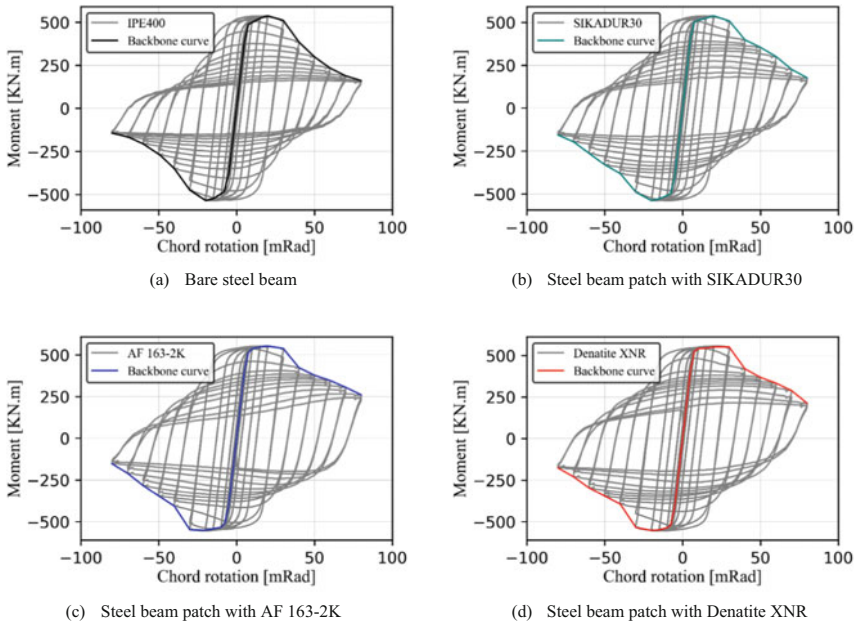 IPE400
Backbone curve
500
250
0
−250
−500
Moment [KN.m]
−100 −50 0 50 100
Chord rotation [mRad]
(a) Bare steel beam
SIKADUR30
Backbone curve
500
250
0
−250
−500
Moment [KN.m]
−100 −50 0 50 100
Chord rotation [mRad]
(b) Steel beam patch with SIKADUR30
AF 163-2K
Backbone curve
500
250
0
−250
−500
Moment [KN.m]
−100 −50 0 50 100
Chord rotation [mRad]
(c) Steel beam patch with AF 163-2K
Denatite XNR
Backbone curve
500
250
0
−250
−500
Moment [KN.m]
−100 −50 0 50 100
Chord rotation [mRad]
(d) Steel beam patch with Denatite XNR